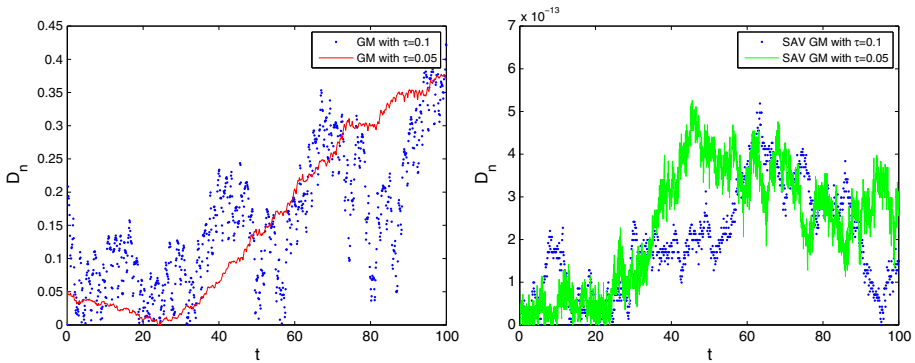 0.45
0.4
0.35
0.3
0.25
0.2
0.15
0.1
0.05
0
0 20 40 60 80 100
D_n
t
GM with τ=0.1
GM with τ=0.05
x 10^-13
7
6
5
4
3
2
1
0
0 20 40 60 80 100
D_n
t
SAV GM with τ=0.1
SAV GM with τ=0.05